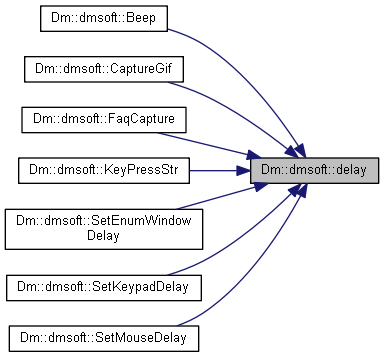 Dm::dmsoft::Beep
Dm::dmsoft::CaptureGif
Dm::dmsoft::FaqCapture
Dm::dmsoft::KeyPressStr
Dm::dmsoft::delay
Dm::dmsoft::SetEnumWindow
Delay
Dm::dmsoft::SetKeypadDelay
Dm::dmsoft::SetMouseDelay